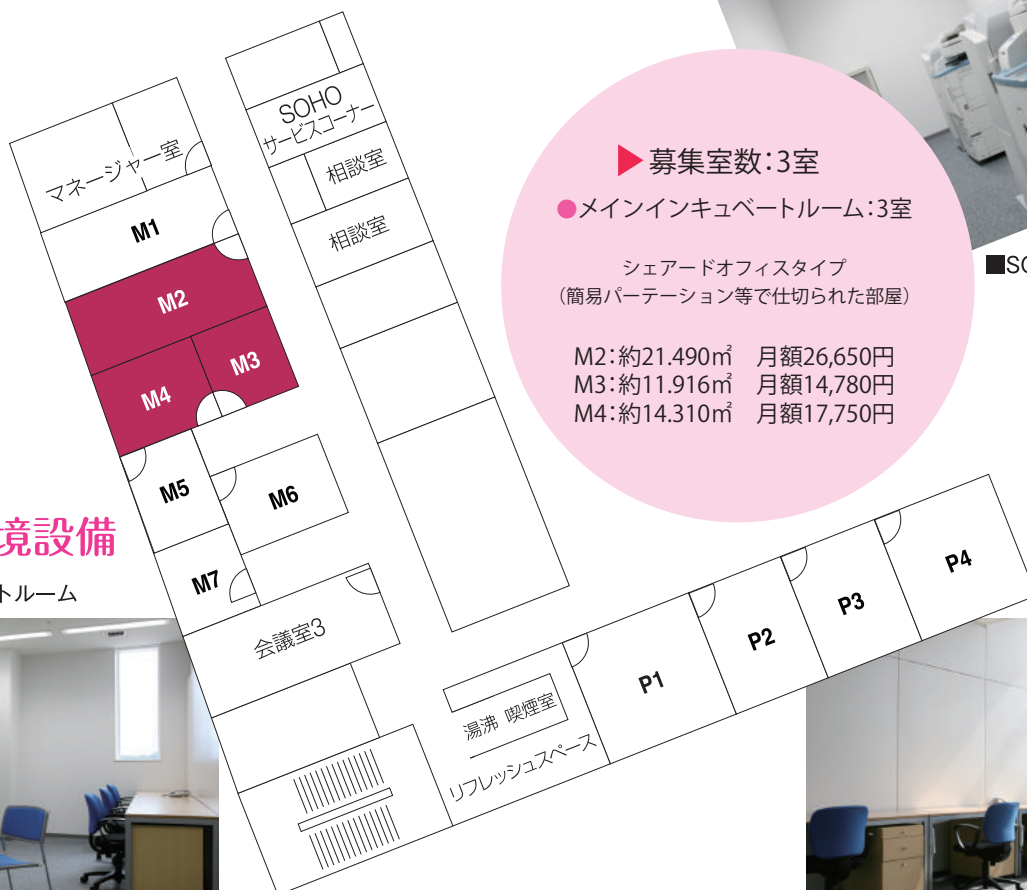 マネージャー室
M1
M2
M3
M4
M5
M6
M7
会議室3
SOHO
サービスコーナー
相談室
相談室
湯沸 喫煙室
リフレッシュスペース
P1
P2
P3
P4
▶募集室数：3室
●メインインキュベートルーム：3室
シェアードオフィスタイプ
（簡易パーテーション等で仕切られた部屋）
M2：約21.490㎡　月額26,650円
M3：約11.916㎡　月額14,780円
M4：約14.310㎡　月額17,750円
■SO
境設備
トルーム